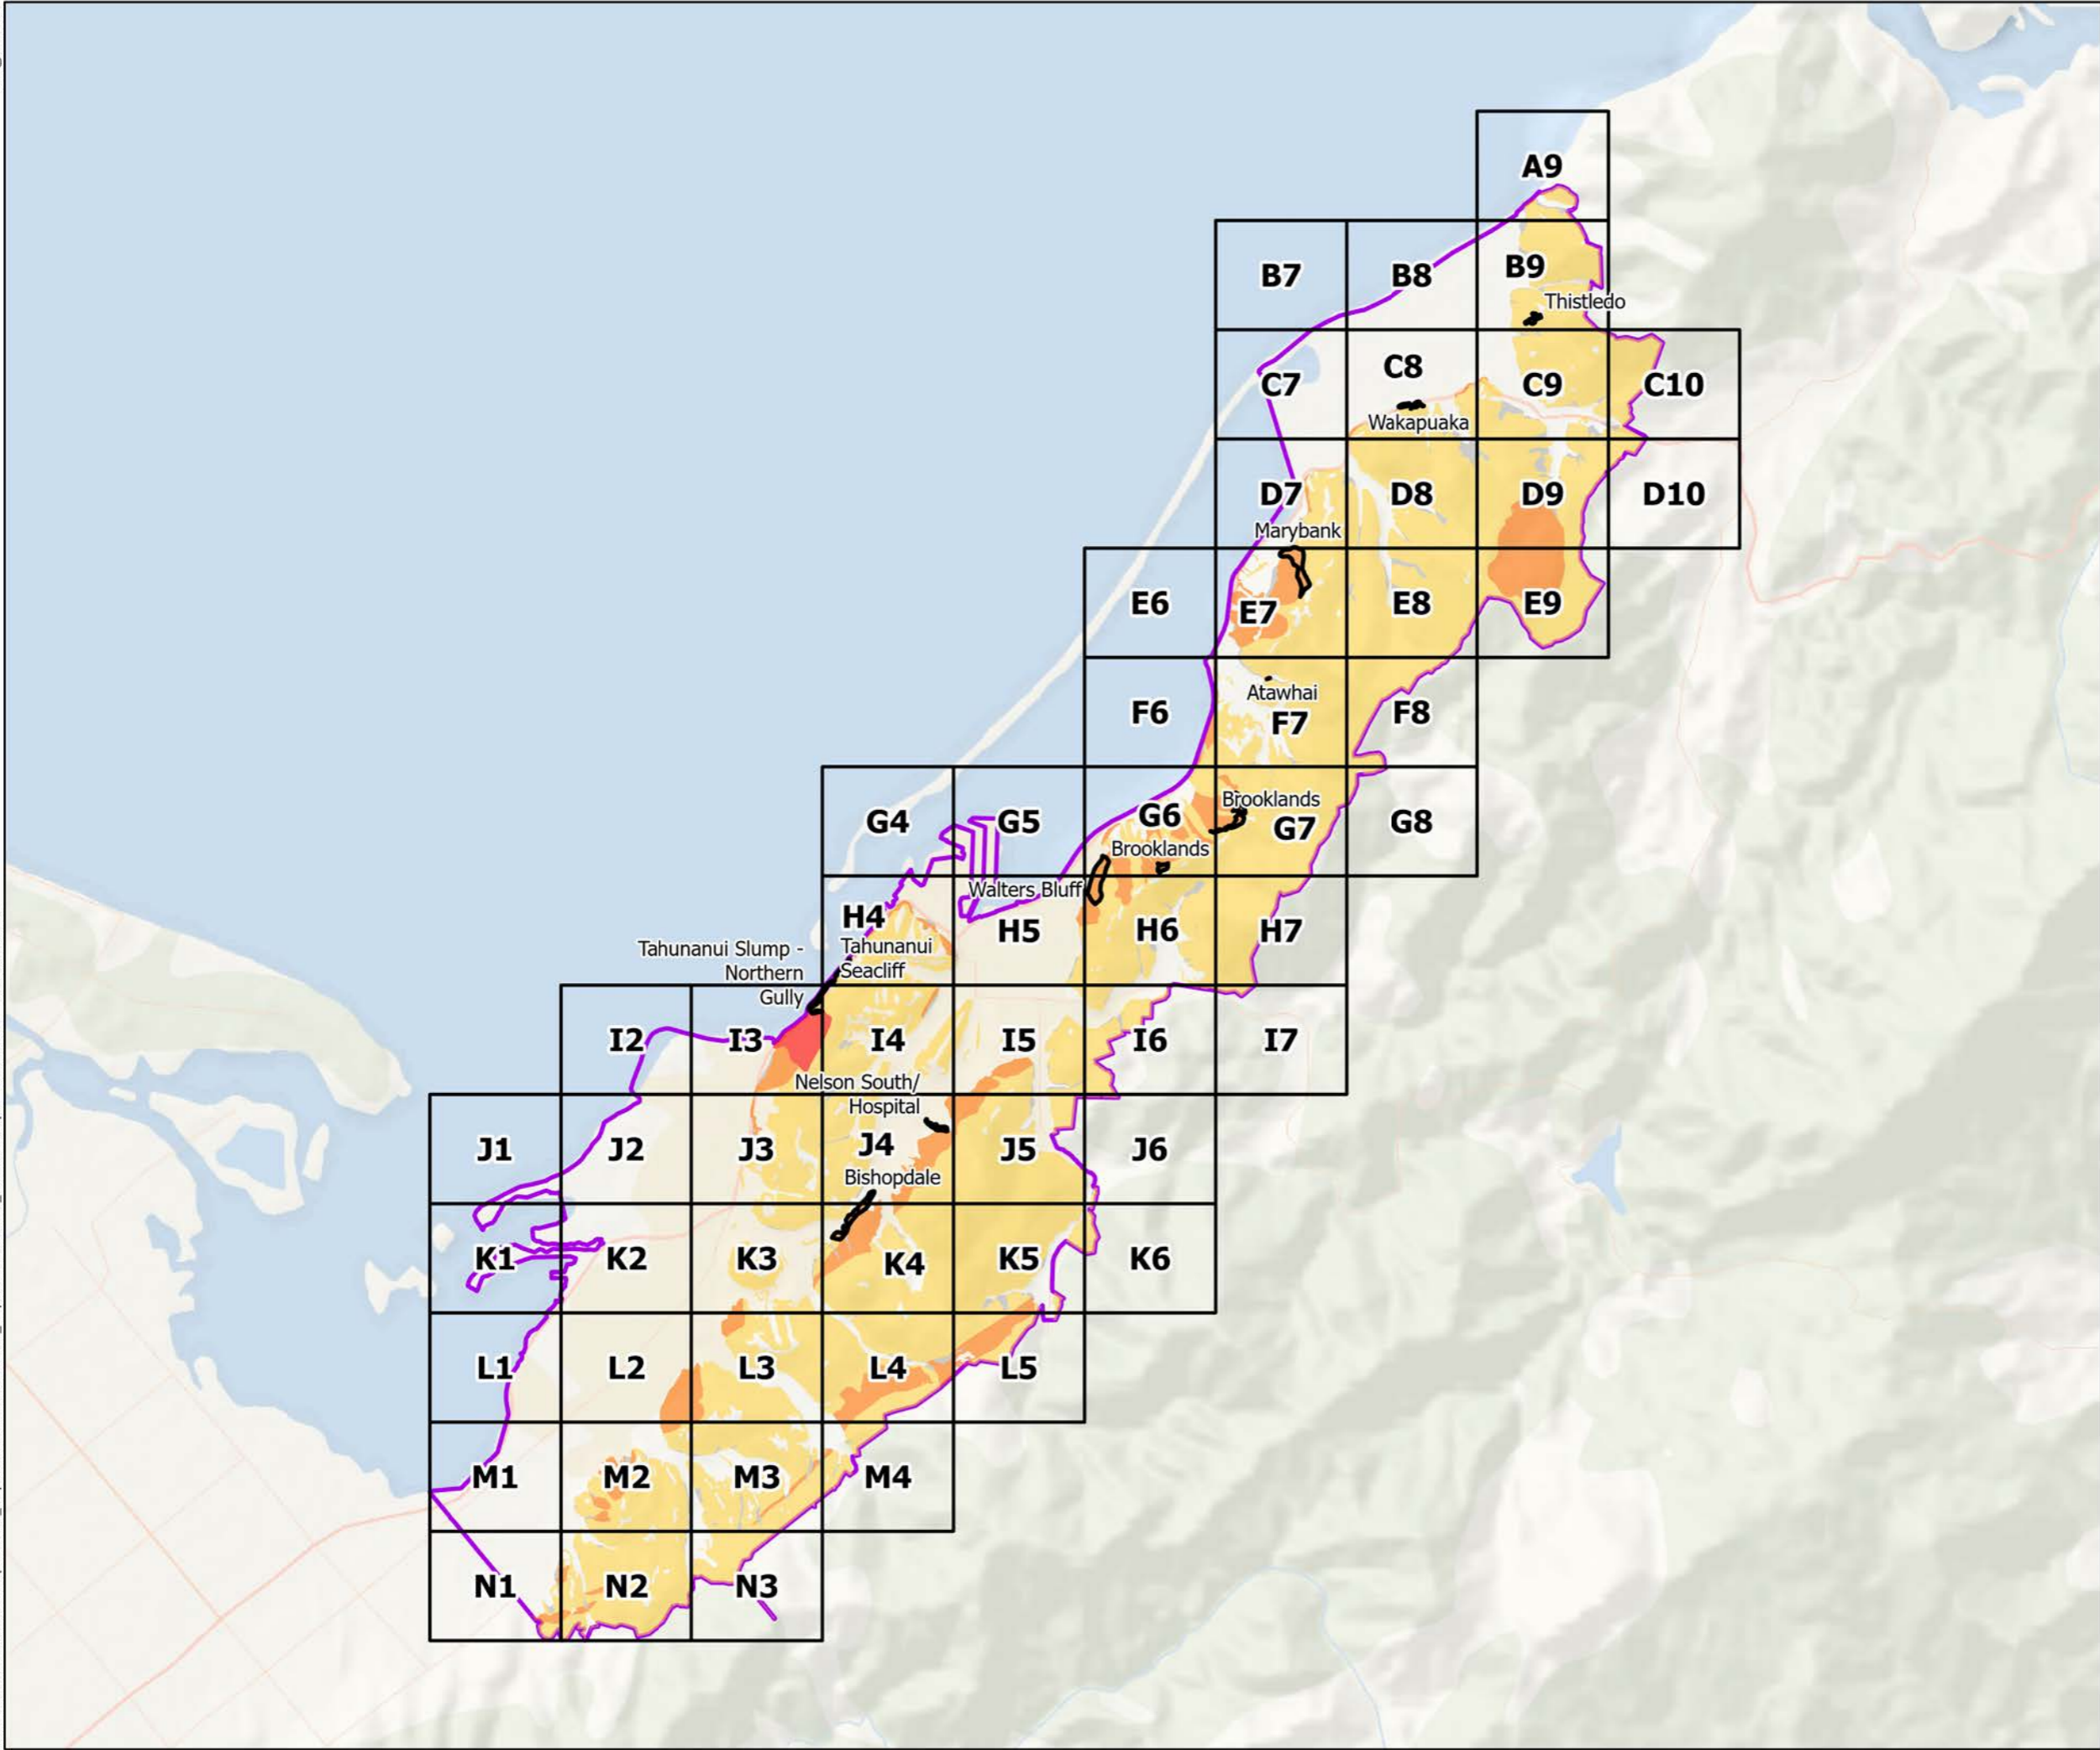 A9
B7
B8
B9
Thistledo
C7
C8
C9
C10
Wakapuaka
D7
D8
D9
D10
Marybank
E6
E7
E8
E9
F6
Atawhai
F7
F8
G4
G5
G6
Brooklands
G7
G8
Brooklands
Walters Bluff
H4
H5
H6
H7
Tahunanui Slump -
Northern
Gully
Tahunanui
Seacliff
I2
I3
I4
I5
I6
I7
Nelson South/
Hospital
J1
J2
J3
J4
J5
J6
Bishopdale
K1
K2
K3
K4
K5
K6
L1
L2
L3
L4
L5
M1
M2
M3
M4
N1
N2
N3